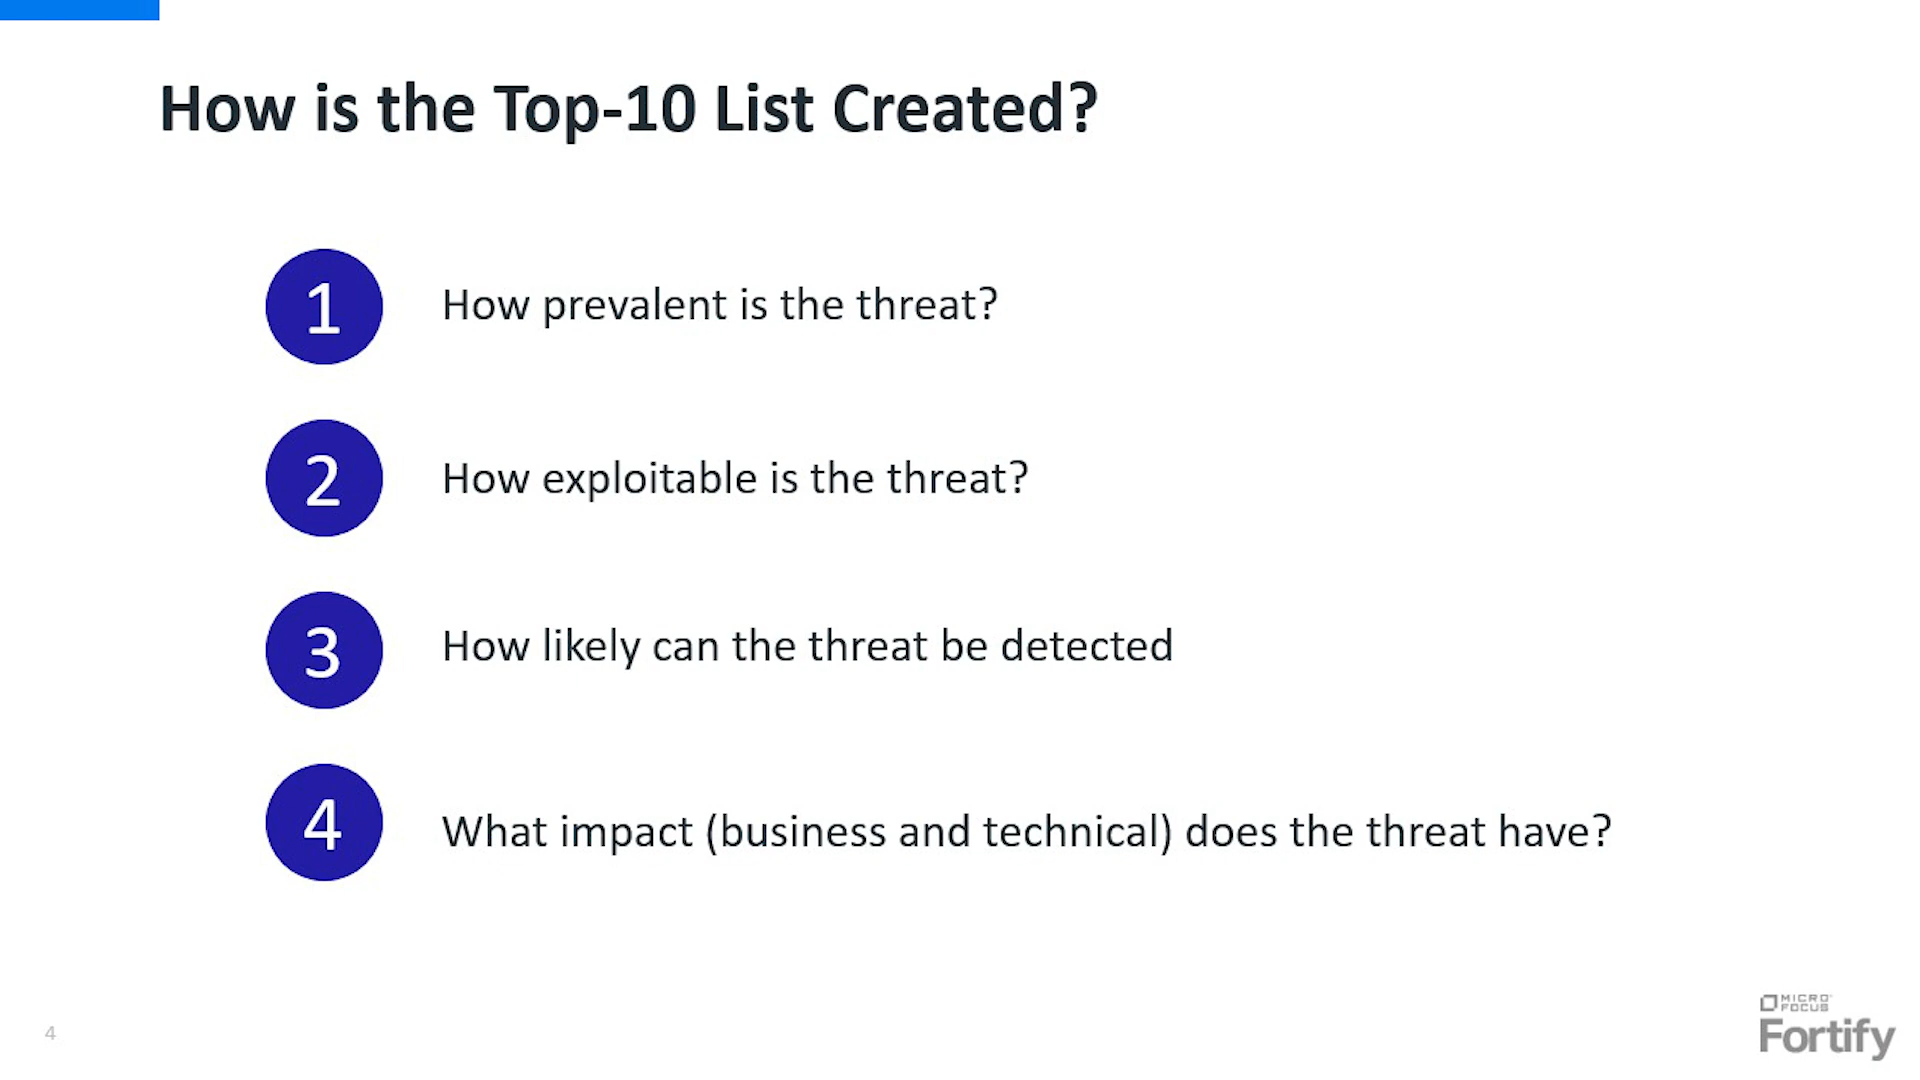 How is the Top-10 List Created?
1
How prevalent is the threat?
2
How exploitable is the threat?
3
How likely can the threat be detected
4
What impact (business and technical) does the threat have?
4
MICRO
FOCUS
Fortify